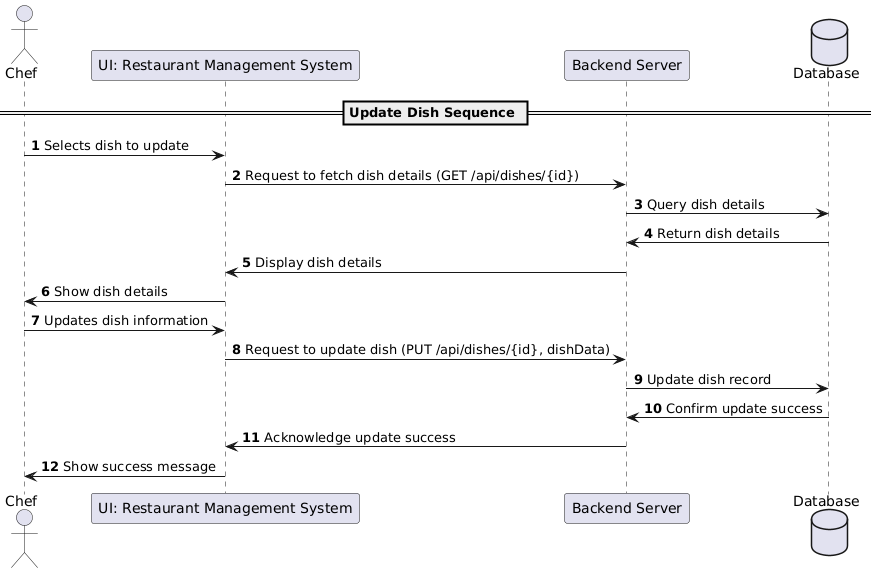 Chef
UI: Restaurant Management System
Backend Server
Database
Update Dish Sequence
1 Selects dish to update
2 Request to fetch dish details (GET /api/dishes/{id})
3 Query dish details
4 Return dish details
5 Display dish details
6 Show dish details
7 Updates dish information
8 Request to update dish (PUT /api/dishes/{id}, dishData)
9 Update dish record
10 Confirm update success
11 Acknowledge update success
12 Show success message
Chef
UI: Restaurant Management System
Backend Server
Database